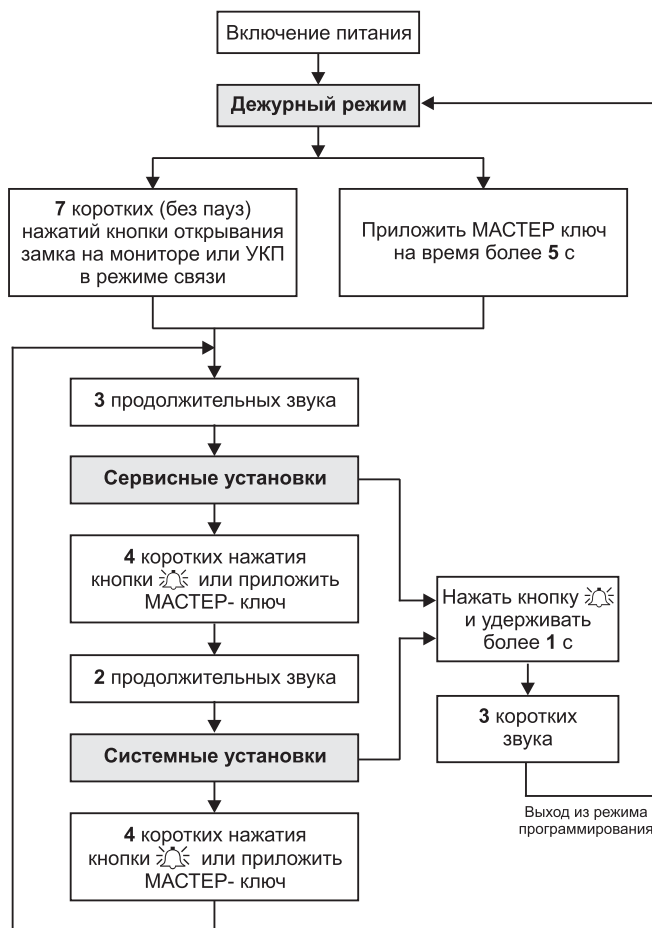 Включение питания
Дежурный режим
7 коротких (без пауз)
нажатий кнопки открывания
замка на мониторе или УКП
в режиме связи
Приложить МАСТЕР ключ
на время более 5 с
3 продолжительных звука
Сервисные установки
4 коротких нажатия
кнопки или приложить
МАСТЕР- ключ
2 продолжительных звука
Системные установки
4 коротких нажатия
кнопки или приложить
МАСТЕР- ключ
Нажать кнопку
и удерживать
более 1 с
3 коротких
звука
Выход из режима
программирования